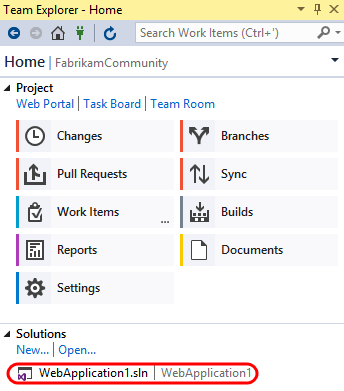 Team Explorer - Home
Search Work Items (Ctrl+')
Home | FabrikamCommunity
Project
Web Portal | Task Board | Team Room
Changes
Branches
Pull Requests
Sync
Work Items ...
Builds
Reports
Documents
Settings
Solutions
New... | Open...
WebApplication1.sln | WebApplication1